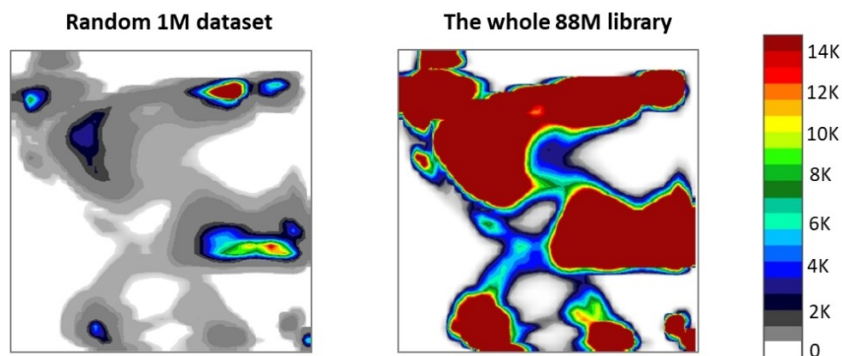 Random 1M dataset
The whole 88M library
14K
12K
10K
8K
6K
4K
2K
0